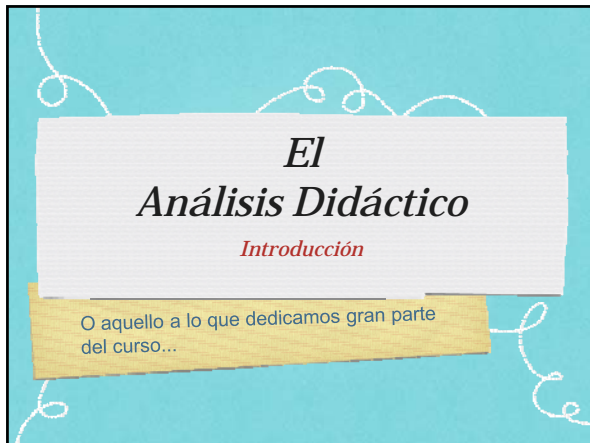 El
Análisis Didáctico
Introducción
O aquello a lo que dedicamos gran parte
del curso...